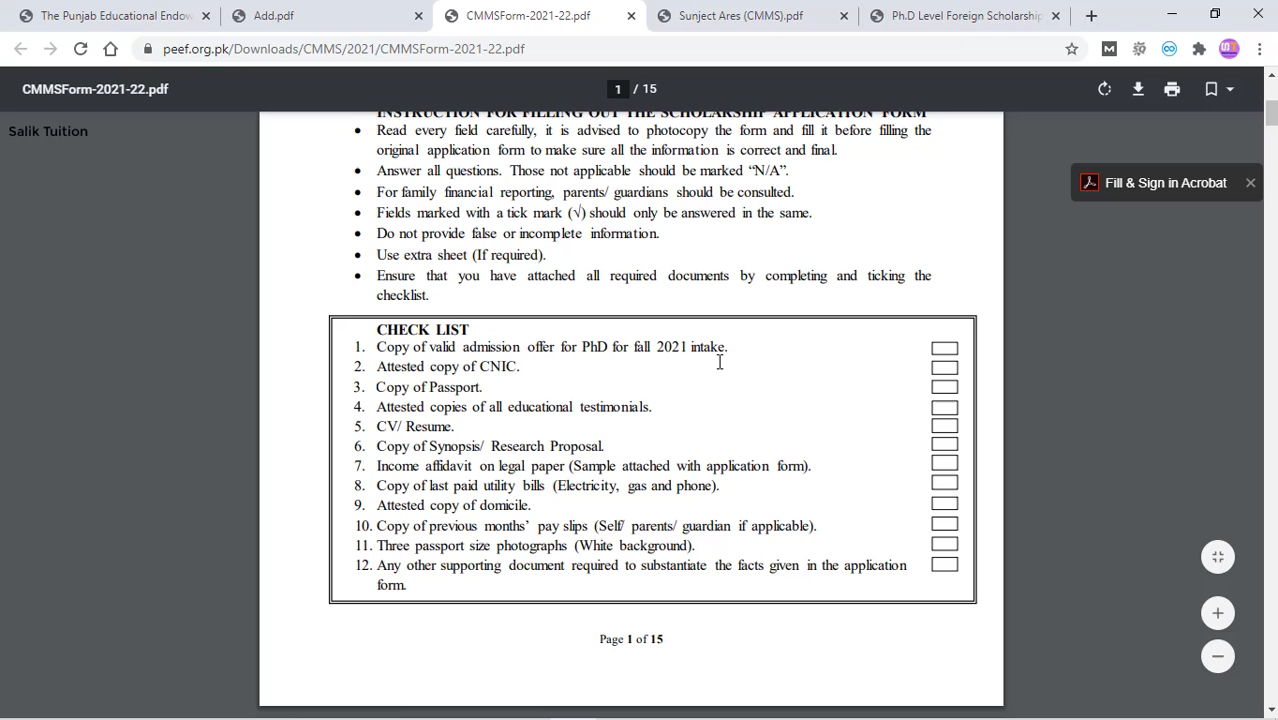 The Punjab Educational Endow
Add.pdf
CMMSForm-2021-22.pdf
Sunject Ares (CMMS).pdf
Ph.D Level Foreign Scholarship
peef.org.pk/Downloads/CMMS/2021/CMMSForm-2021-22.pdf
CMMSForm-2021-22.pdf
1 / 15
Salik Tuition
Fill & Sign in Acrobat
INSTRUCTION FOR FILLING OUT THE SCHOLARSHIP APPLICATION FORM
• Read every field carefully, it is advised to photocopy the form and fill it before filling the
original application form to make sure all the information is correct and final.
• Answer all questions. Those not applicable should be marked “N/A”.
• For family financial reporting, parents/ guardians should be consulted.
• Fields marked with a tick mark (√) should only be answered in the same.
• Do not provide false or incomplete information.
• Use extra sheet (If required).
• Ensure that you have attached all required documents by completing and ticking the
checklist.
CHECK LIST
1. Copy of valid admission offer for PhD for fall 2021 intake.
2. Attested copy of CNIC.
3. Copy of Passport.
4. Attested copies of all educational testimonials.
5. CV/ Resume.
6. Copy of Synopsis/ Research Proposal.
7. Income affidavit on legal paper (Sample attached with application form).
8. Copy of last paid utility bills (Electricity, gas and phone).
9. Attested copy of domicile.
10. Copy of previous months’ pay slips (Self/ parents/ guardian if applicable).
11. Three passport size photographs (White background).
12. Any other supporting document required to substantiate the facts given in the application
form.
Page 1 of 15